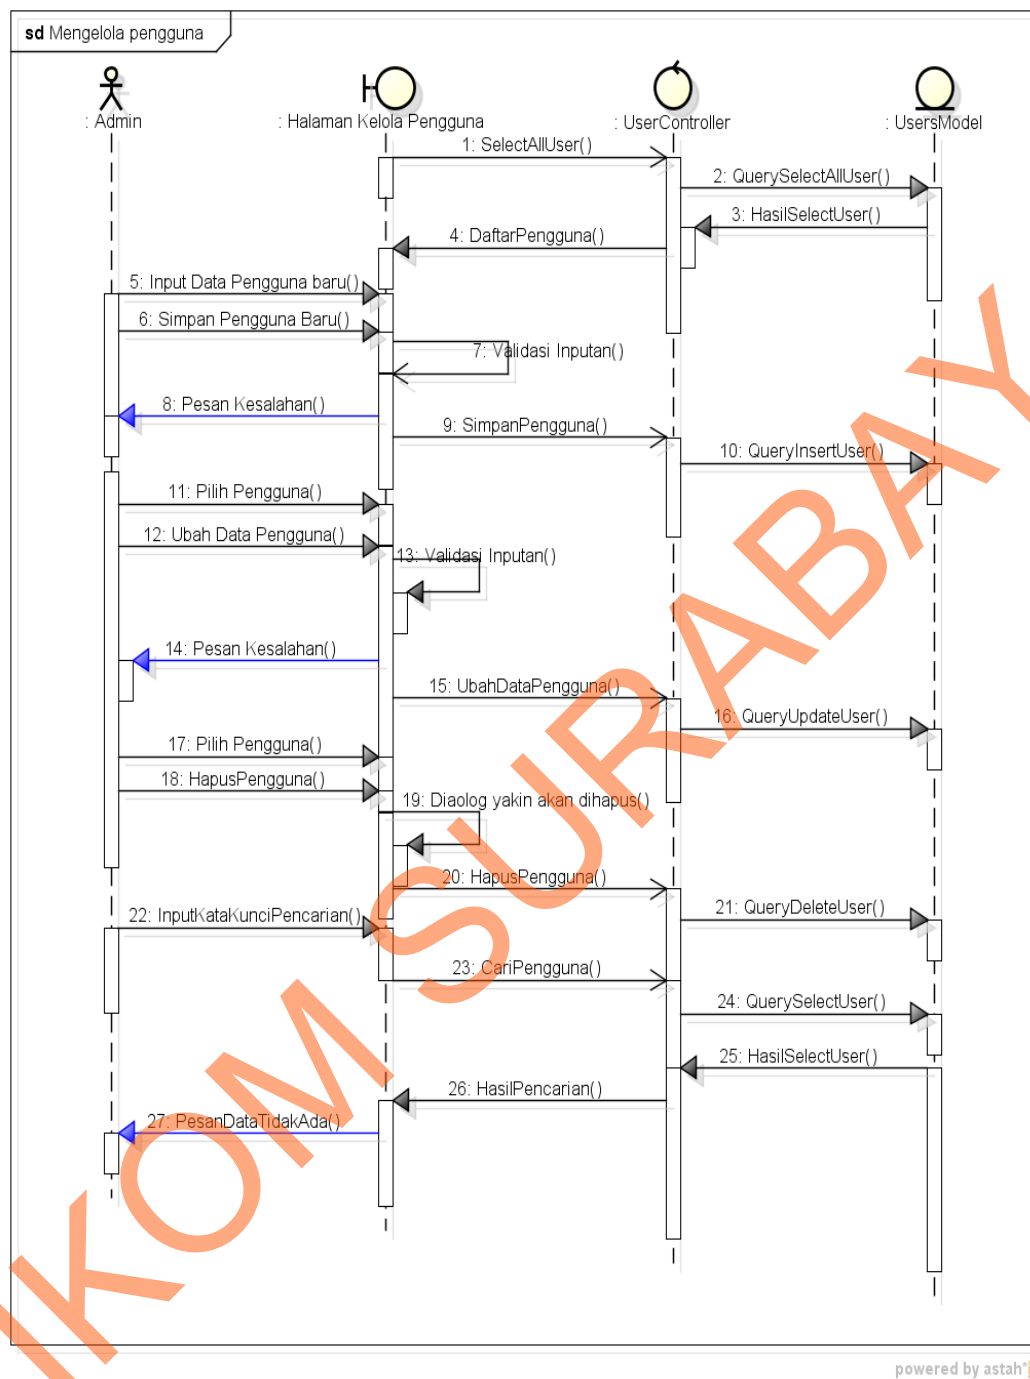 sd Mengelola pengguna
: Admin
: Halaman Kelola Pengguna
: UserController
: UsersModel
1: SelectAllUser()
2: QuerySelectAllUser()
3: HasilSelectUser()
4: DaftarPengguna()
5: Input Data Pengguna baru()
6: Simpan Pengguna Baru()
7: Validasi Inputan()
8: Pesan Kesalahan()
9: SimpanPengguna()
10: QueryInsertUser()
11: Pilih Pengguna()
12: Ubah Data Pengguna()
13: Validasi Inputan()
14: Pesan Kesalahan()
15: UbahDataPengguna()
16: QueryUpdateUser()
17: Pilih Pengguna()
18: HapusPengguna()
19: Diaolog yakin akan dihapus()
20: HapusPengguna()
21: QueryDeleteUser()
22: InputKataKunciPencarian()
23: CariPengguna()
24: QuerySelectUser()
25: HasilSelectUser()
26: HasilPencarian()
27: PesanDataTidakAda()
IKOM SURABAY
powered by astah*